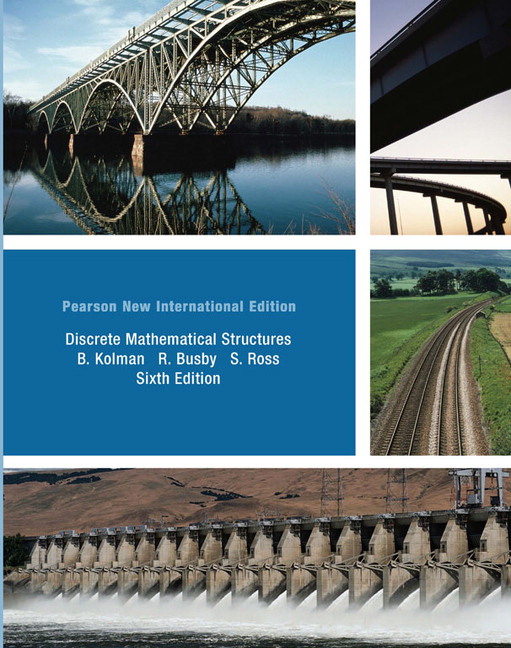 Pearson New International Edition
Discrete Mathematical Structures
B. Kolman R. Busby S. Ross
Sixth Edition